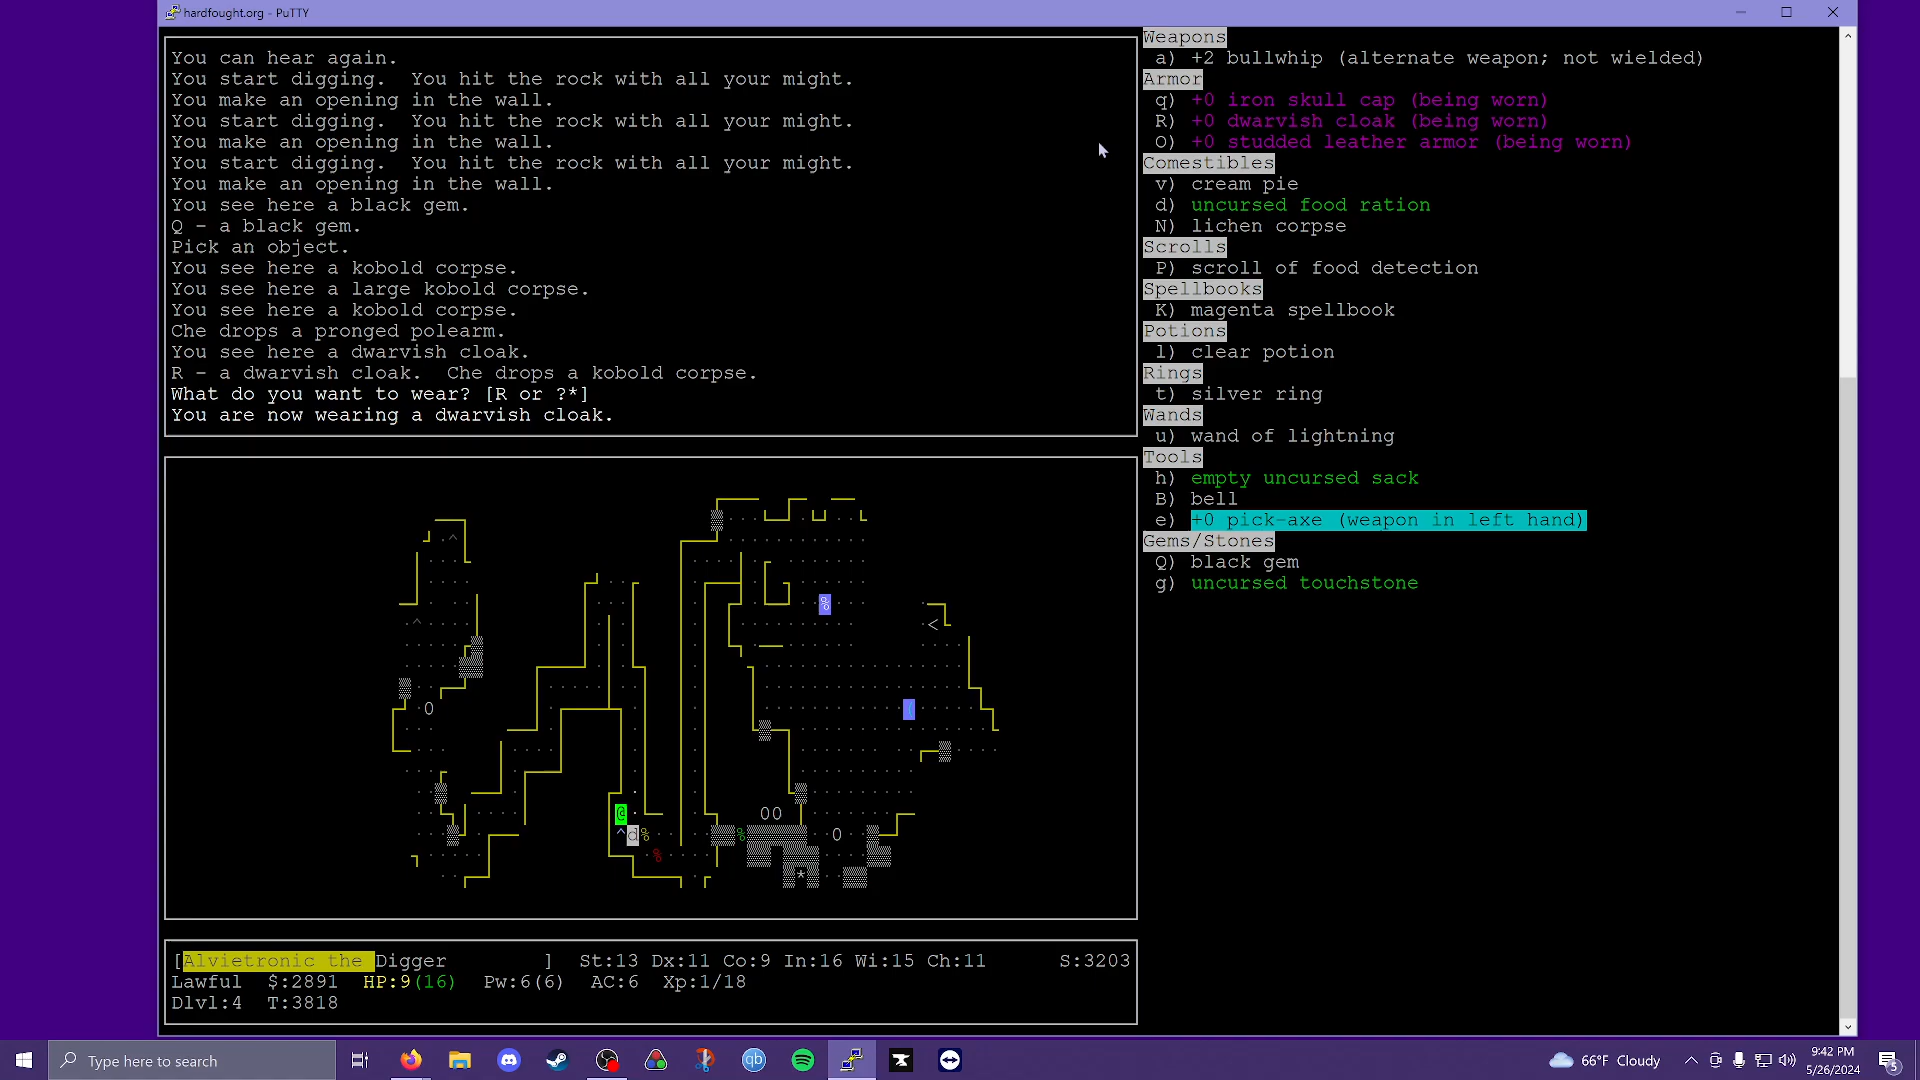 hardfought.org - PuTTY
You can hear again.
You start digging.  You hit the rock with all your might.
You make an opening in the wall.
You start digging.  You hit the rock with all your might.
You make an opening in the wall.
You start digging.  You hit the rock with all your might.
You make an opening in the wall.
You see here a black gem.
Q - a black gem.
Pick an object.
You see here a kobold corpse.
You see here a large kobold corpse.
You see here a kobold corpse.
Che drops a pronged polearm.
You see here a dwarvish cloak.
R - a dwarvish cloak.  Che drops a kobold corpse.
What do you want to wear? [R or ?*]
You are now wearing a dwarvish cloak.
Weapons
a) +2 bullwhip (alternate weapon; not wielded)
Armor
q) +0 iron skull cap (being worn)
R) +0 dwarvish cloak (being worn)
O) +0 studded leather armor (being worn)
Comestibles
v) cream pie
d) uncursed food ration
N) lichen corpse
Scrolls
P) scroll of food detection
Spellbooks
K) magenta spellbook
Potions
l) clear potion
Rings
t) silver ring
Wands
u) wand of lightning
Tools
h) empty uncursed sack
B) bell
e) +0 pick-axe (weapon in left hand)
Gems/Stones
Q) black gem
g) uncursed touchstone
^
%
^
<
0
@
00
^d%
%
0
%
*
[Alvietronic the Digger          ]  St:13 Dx:11 Co:9 In:16 Wi:15 Ch:11      S:3203
Lawful  $:2891  HP:9(16)  Pw:6(6)  AC:6  Xp:1/18
Dlvl:4  T:3818
Type here to search
qb
66°F Cloudy
9:42 PM
5/26/2024
5